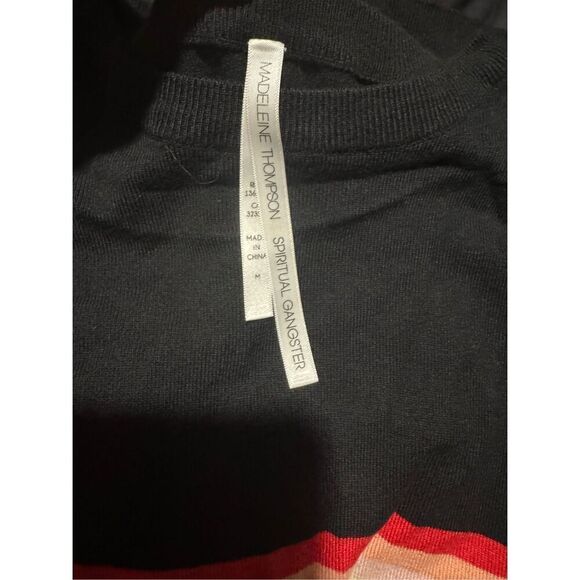 MADELEINE THOMPSON SPIRITUAL GANGSTER
MADE
IN
CHINA
M